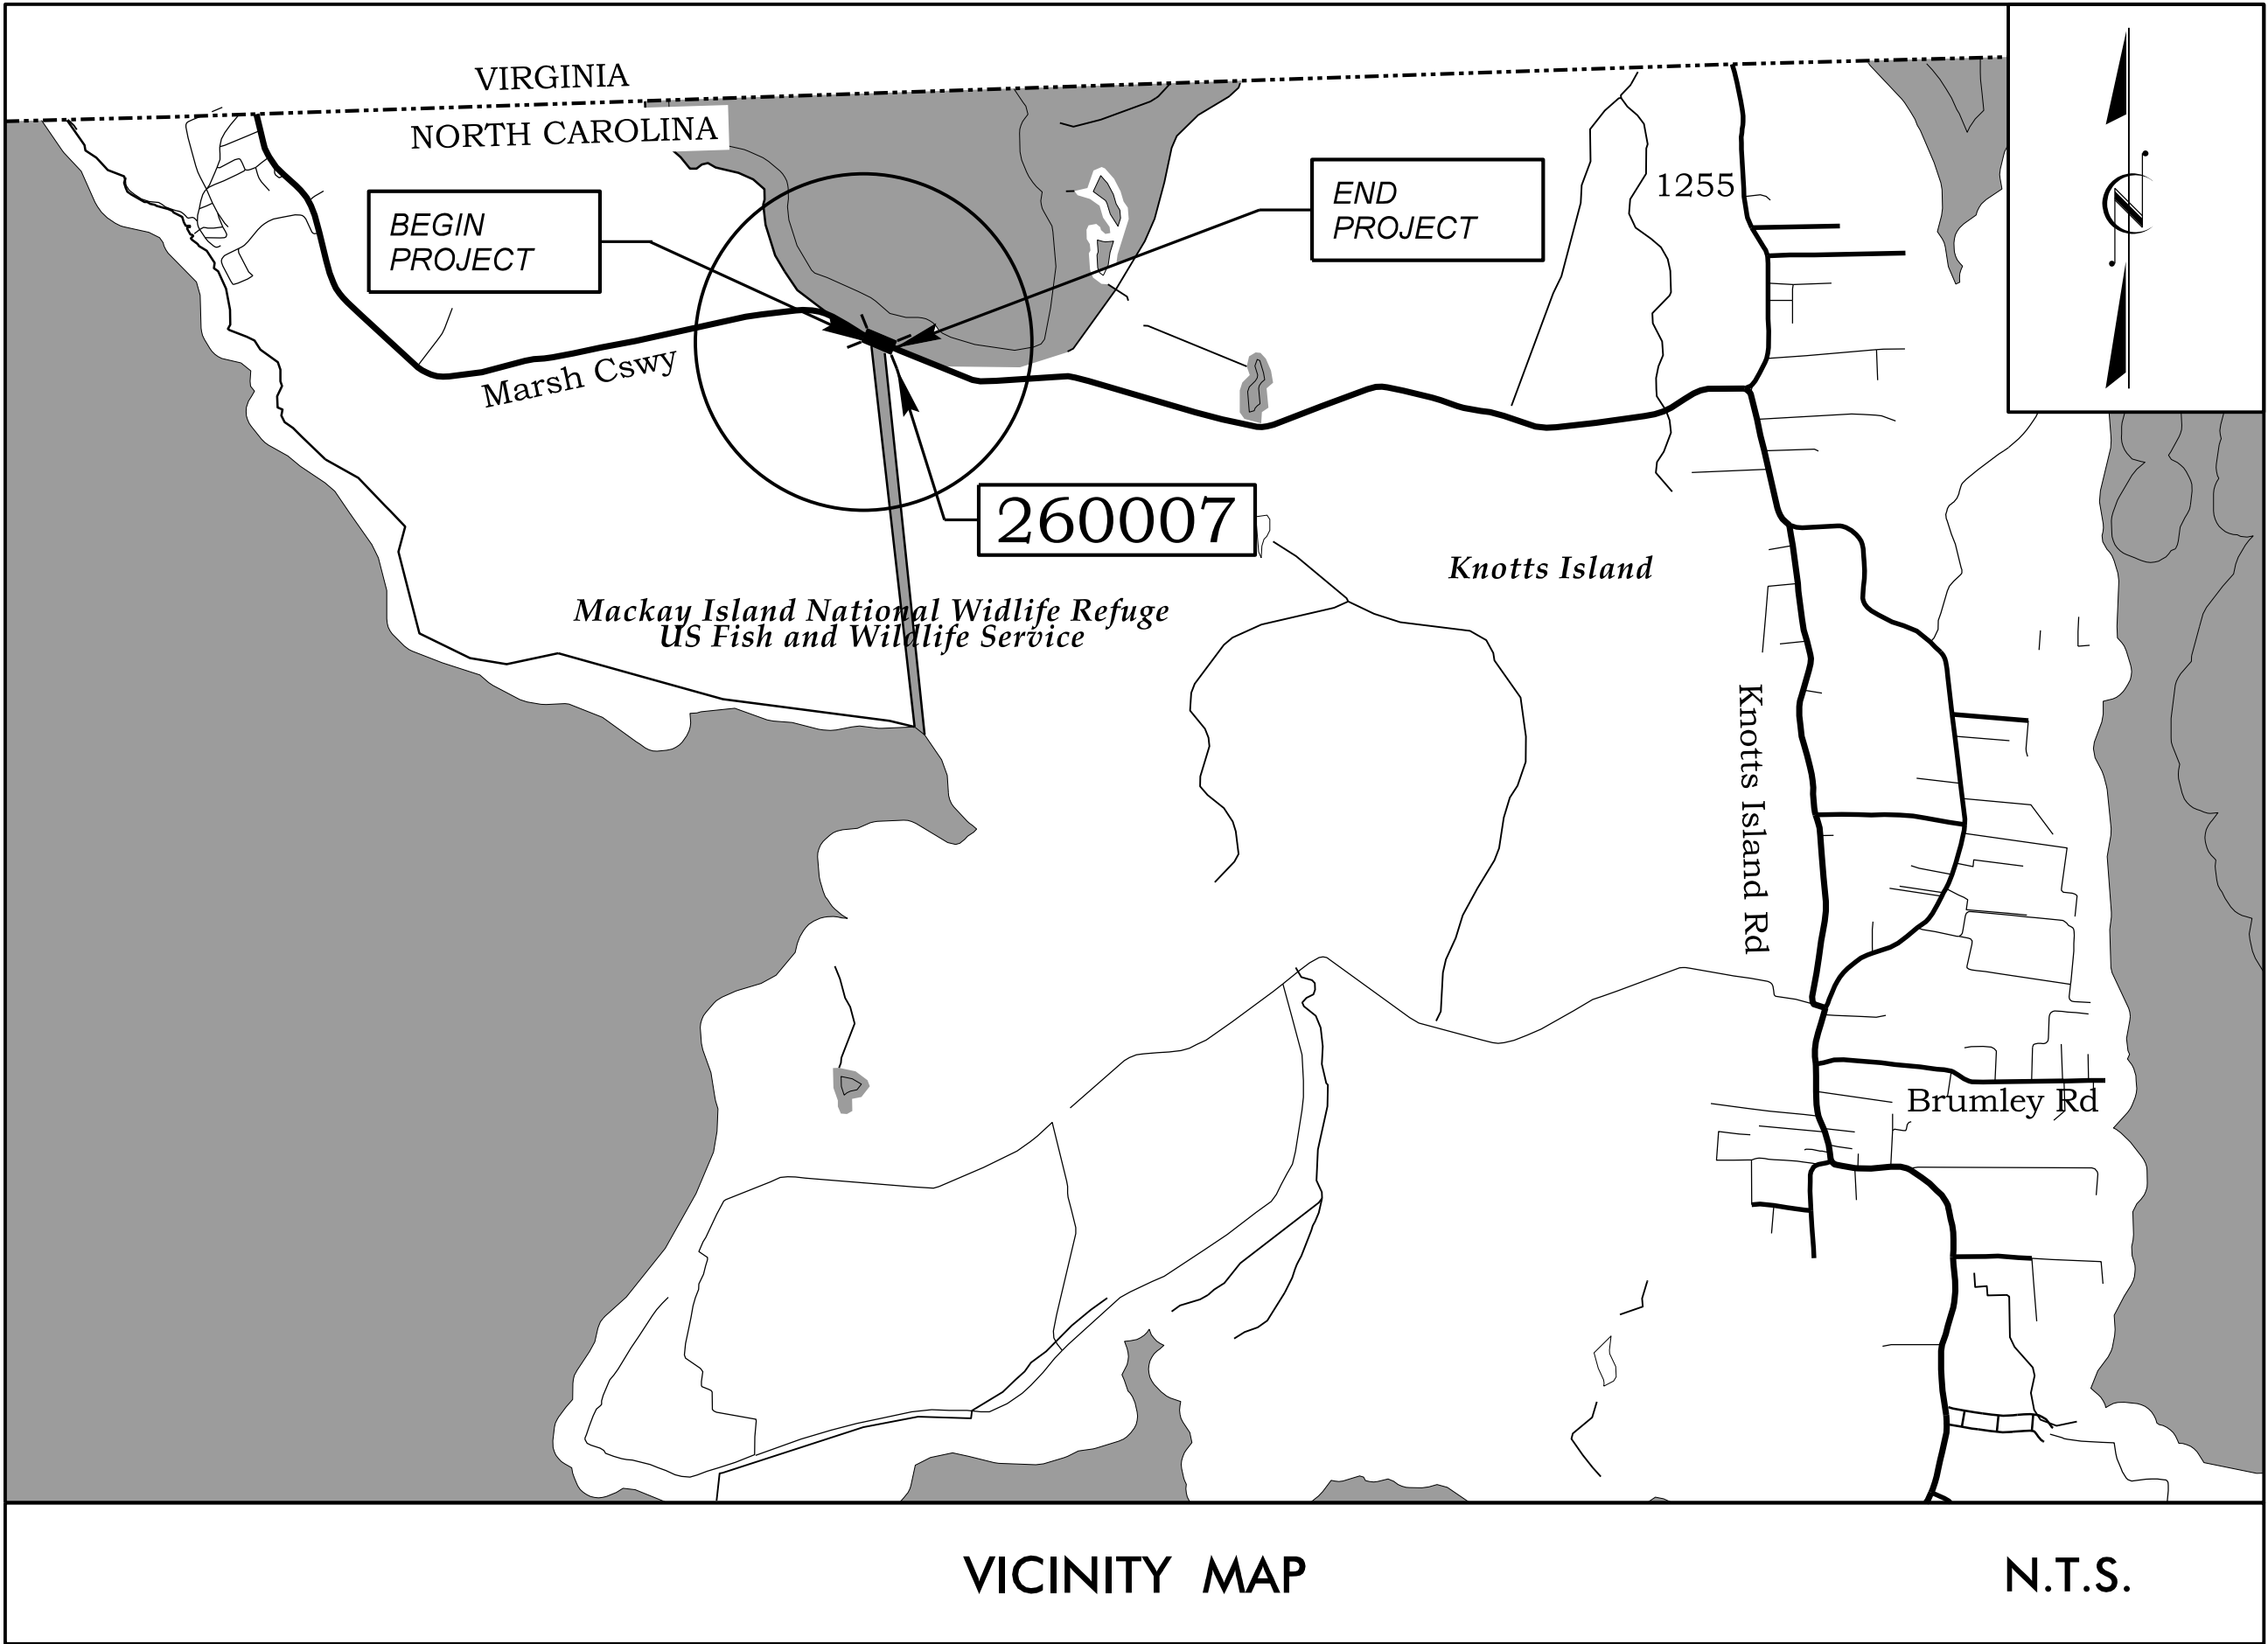 VIRGINIA
NORTH CAROLINA
BEGIN
PROJECT
END
PROJECT
1255
N
Marsh Cswy
260007
Knotts Island
Mackay Island National Widlife Refuge
US Fish and Wildlife Service
Knotts Island Rd
Brumley Rd
VICINITY MAP
N.T.S.